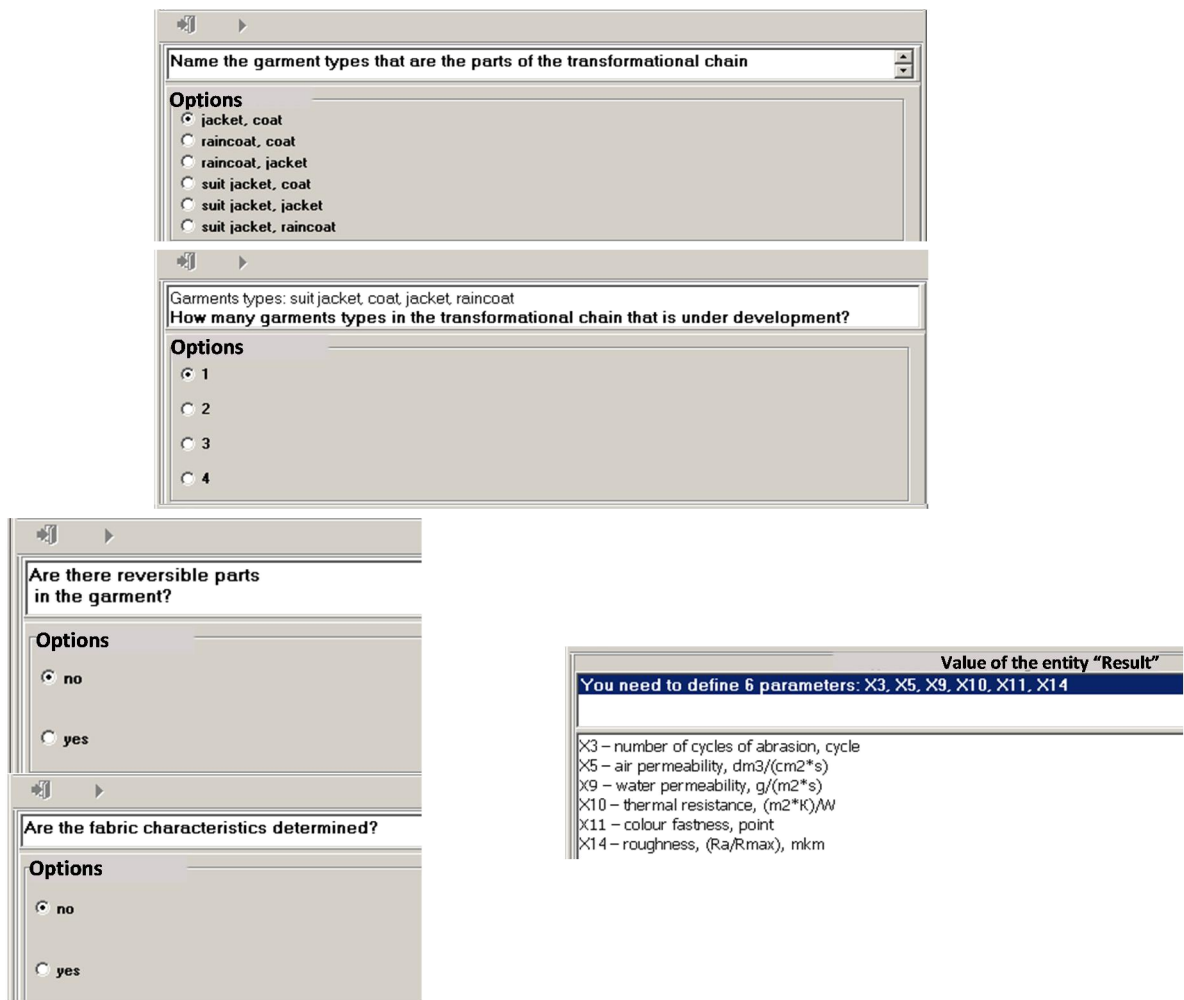 Name the garment types that are the parts of the transformational chain
Options
jacket, coat
raincoat, coat
raincoat, jacket
suit jacket, coat
suit jacket, jacket
suit jacket, raincoat
Garments types: suit jacket, coat, jacket, raincoat
How many garments types in the transformational chain that is under development?
Options
1
2
3
4
Are there reversible parts
in the garment?
Options
no
yes
Are the fabric characteristics determined?
Options
no
yes
Value of the entity “Result”
You need to define 6 parameters: X3, X5, X9, X10, X11, X14
X3 – number of cycles of abrasion, cycle
X5 – air permeability, dm3/(cm2*s)
X9 – water permeability, g/(m2*s)
X10 – thermal resistance, (m2*K)/W
X11 – colour fastness, point
X14 – roughness, (Ra/Rmax), mkm